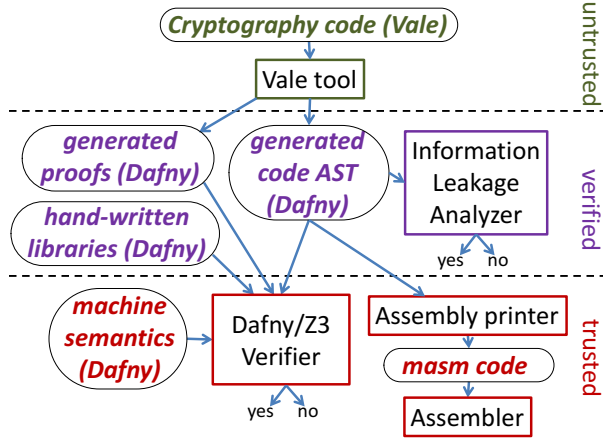 Cryptography code (Vale)
untrusted
Vale tool
generated
proofs (Dafny)
generated
code AST
(Dafny)
Information
Leakage
Analyzer
verified
hand-written
libraries (Dafny)
yes no
machine
semantics
(Dafny)
Dafny/Z3
Verifier
Assembly printer
trusted
masm code
yes no
Assembler